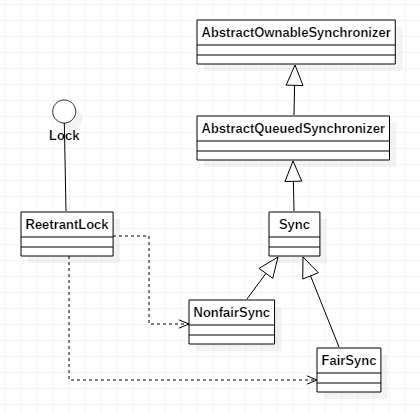 AbstractOwnableSynchronizer
AbstractQueuedSynchronizer
Lock
ReetrantLock
Sync
NonfairSync
FairSync